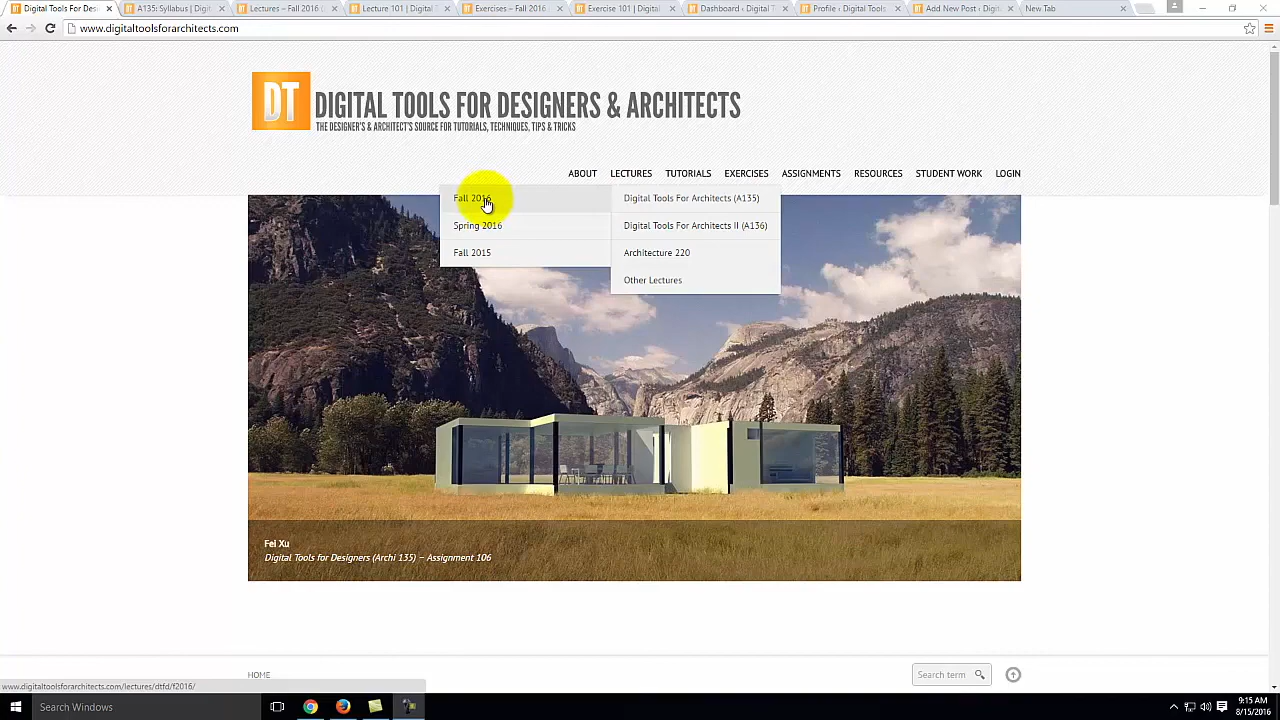 Digital Tools For Des
A135: Syllabus | Digital
Lectures – Fall 2016 |
Lecture 101 | Digital T
Exercises – Fall 2016
Exercise 101 | Digital
Dashboard ‹ Digital T
Profile ‹ Digital Tools
Add New Post ‹ Digit
New Tab
www.digitaltoolsforarchitects.com
DT
DIGITAL TOOLS FOR DESIGNERS & ARCHITECTS
THE DESIGNER'S & ARCHITECT'S SOURCE FOR TUTORIALS, TECHNIQUES, TIPS & TRICKS
ABOUT LECTURES TUTORIALS EXERCISES ASSIGNMENTS RESOURCES STUDENT WORK LOGIN
Fall 2016
Spring 2016
Fall 2015
Digital Tools For Architects (A135)
Digital Tools For Architects II (A136)
Architecture 220
Other Lectures
Fei Xu
Digital Tools for Designers (Archi 135) – Assignment 106
HOME
Search term
www.digitaltoolsforarchitects.com/lectures/dtfd/f2016/
Search Windows
9:15 AM
8/15/2016